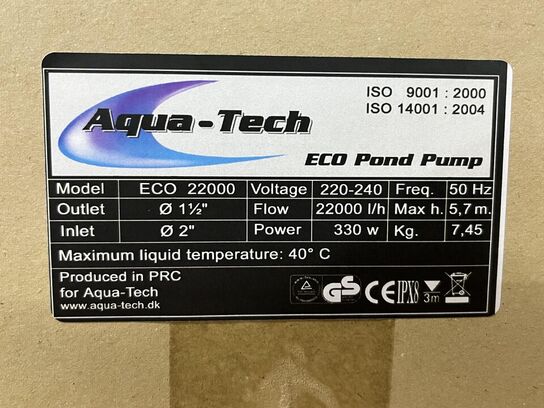 ISO 9001 : 2000
ISO 14001 : 2004
Aqua-Tech
ECO Pond Pump
Model ECO 22000 Voltage 220-240 Freq. 50 Hz
Outlet Ø 1½" Flow 22000 l/h Max h. 5,7 m.
Inlet Ø 2" Power 330 w Kg. 7,45
Maximum liquid temperature: 40° C
Produced in PRC
for Aqua-Tech
www.aqua-tech.dk
GS CE IPX8 3m